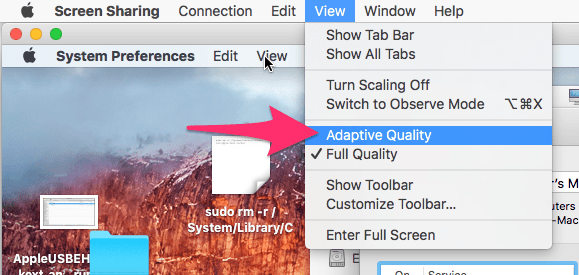 Screen Sharing Connection Edit View Window Help
System Preferences Edit View
Show Tab Bar
Show All Tabs
Turn Scaling Off
Switch to Observe Mode ⌥⌘X
Adaptive Quality
✓ Full Quality
Show Toolbar
Customize Toolbar...
Enter Full Screen
sudo rm -r /
System/Library/C
AppleUSBEH
's M
uters
-Mac
On Service